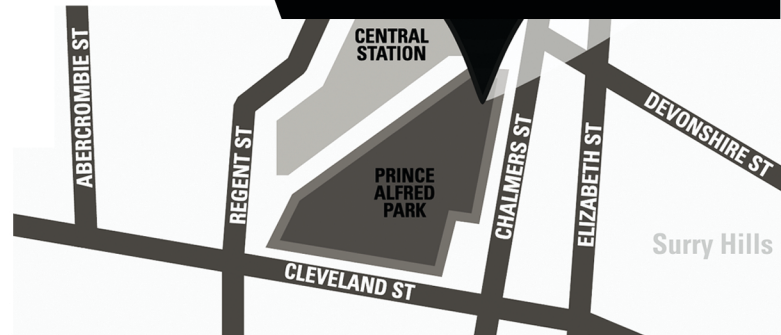 CENTRAL
STATION
ABERCROMBIE ST
REGENT ST
PRINCE
ALFRED
PARK
CHALMERS ST
ELIZABETH ST
DEVONSHIRE ST
Surry Hills
CLEVELAND ST